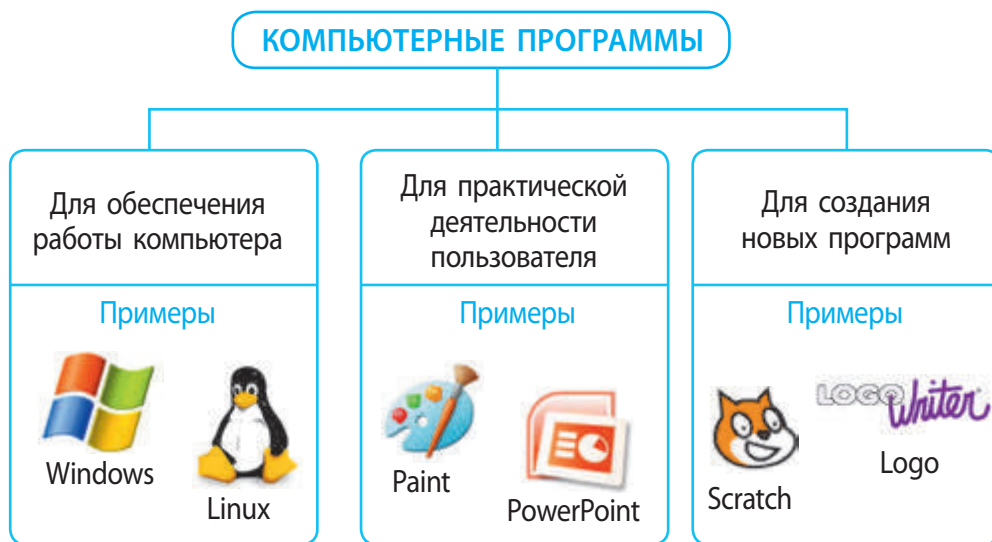 КОМПЬЮТЕРНЫЕ ПРОГРАММЫ
Для обеспечения
работы компьютера
Примеры
Windows
Linux
Для практической
деятельности
пользователя
Примеры
Paint
PowerPoint
Для создания
новых программ
Примеры
Scratch
LOGO Writer
Logo